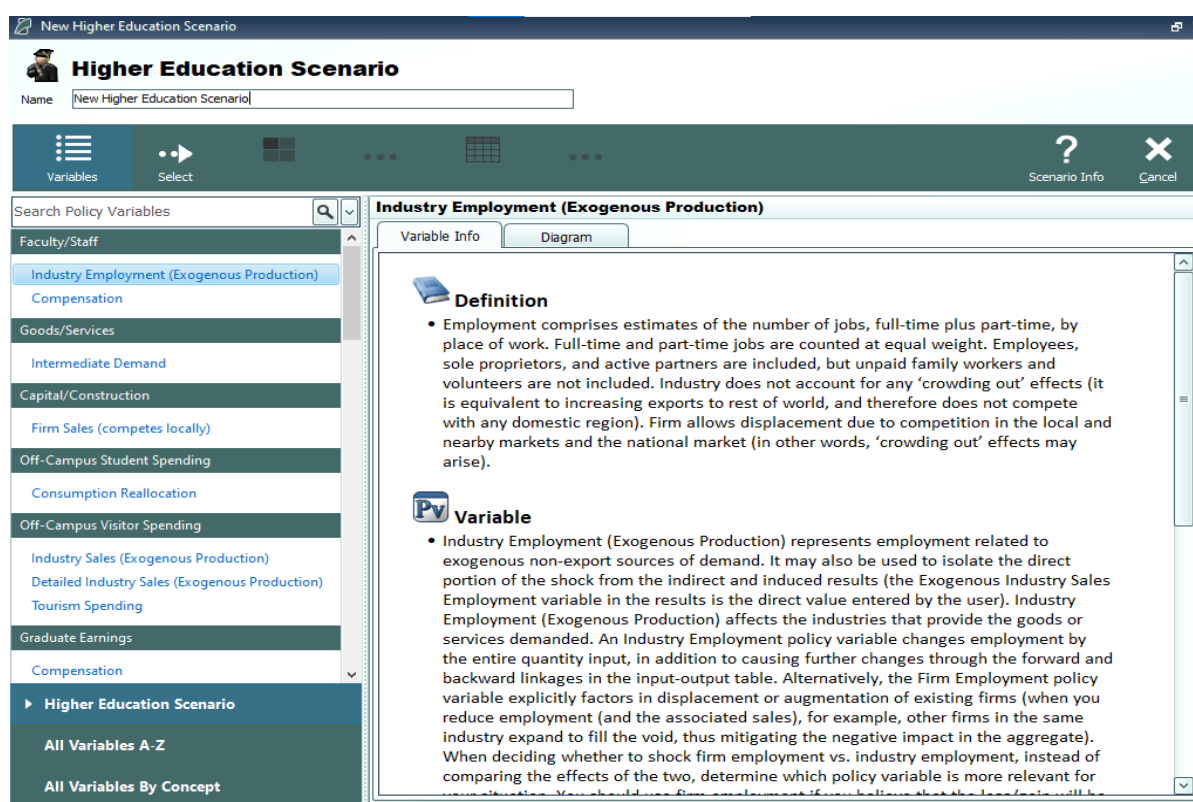 New Higher Education Scenario
Higher Education Scenario
Name
New Higher Education Scenario
Variables
Select
Scenario Info
Cancel
Search Policy Variables
Faculty/Staff
Industry Employment (Exogenous Production)
Compensation
Goods/Services
Intermediate Demand
Capital/Construction
Firm Sales (competes locally)
Off-Campus Student Spending
Consumption Reallocation
Off-Campus Visitor Spending
Industry Sales (Exogenous Production)
Detailed Industry Sales (Exogenous Production)
Tourism Spending
Graduate Earnings
Compensation
Higher Education Scenario
All Variables A-Z
All Variables By Concept
Industry Employment (Exogenous Production)
Variable Info
Diagram
Definition
• Employment comprises estimates of the number of jobs, full-time plus part-time, by
place of work. Full-time and part-time jobs are counted at equal weight. Employees,
sole proprietors, and active partners are included, but unpaid family workers and
volunteers are not included. Industry does not account for any ‘crowding out’ effects (it
is equivalent to increasing exports to rest of world, and therefore does not compete
with any domestic region). Firm allows displacement due to competition in the local and
nearby markets and the national market (in other words, ‘crowding out’ effects may
arise).
Pv
Variable
• Industry Employment (Exogenous Production) represents employment related to
exogenous non-export sources of demand. It may also be used to isolate the direct
portion of the shock from the indirect and induced results (the Exogenous Industry Sales
Employment variable in the results is the direct value entered by the user). Industry
Employment (Exogenous Production) affects the industries that provide the goods or
services demanded. An Industry Employment policy variable changes employment by
the entire quantity input, in addition to causing further changes through the forward and
backward linkages in the input-output table. Alternatively, the Firm Employment policy
variable explicitly factors in displacement or augmentation of existing firms (when you
reduce employment (and the associated sales), for example, other firms in the same
industry expand to fill the void, thus mitigating the negative impact in the aggregate).
When deciding whether to shock firm employment vs. industry employment, instead of
comparing the effects of the two, determine which policy variable is more relevant for
your situation. You should use firm employment if you believe that the loss/gain will be